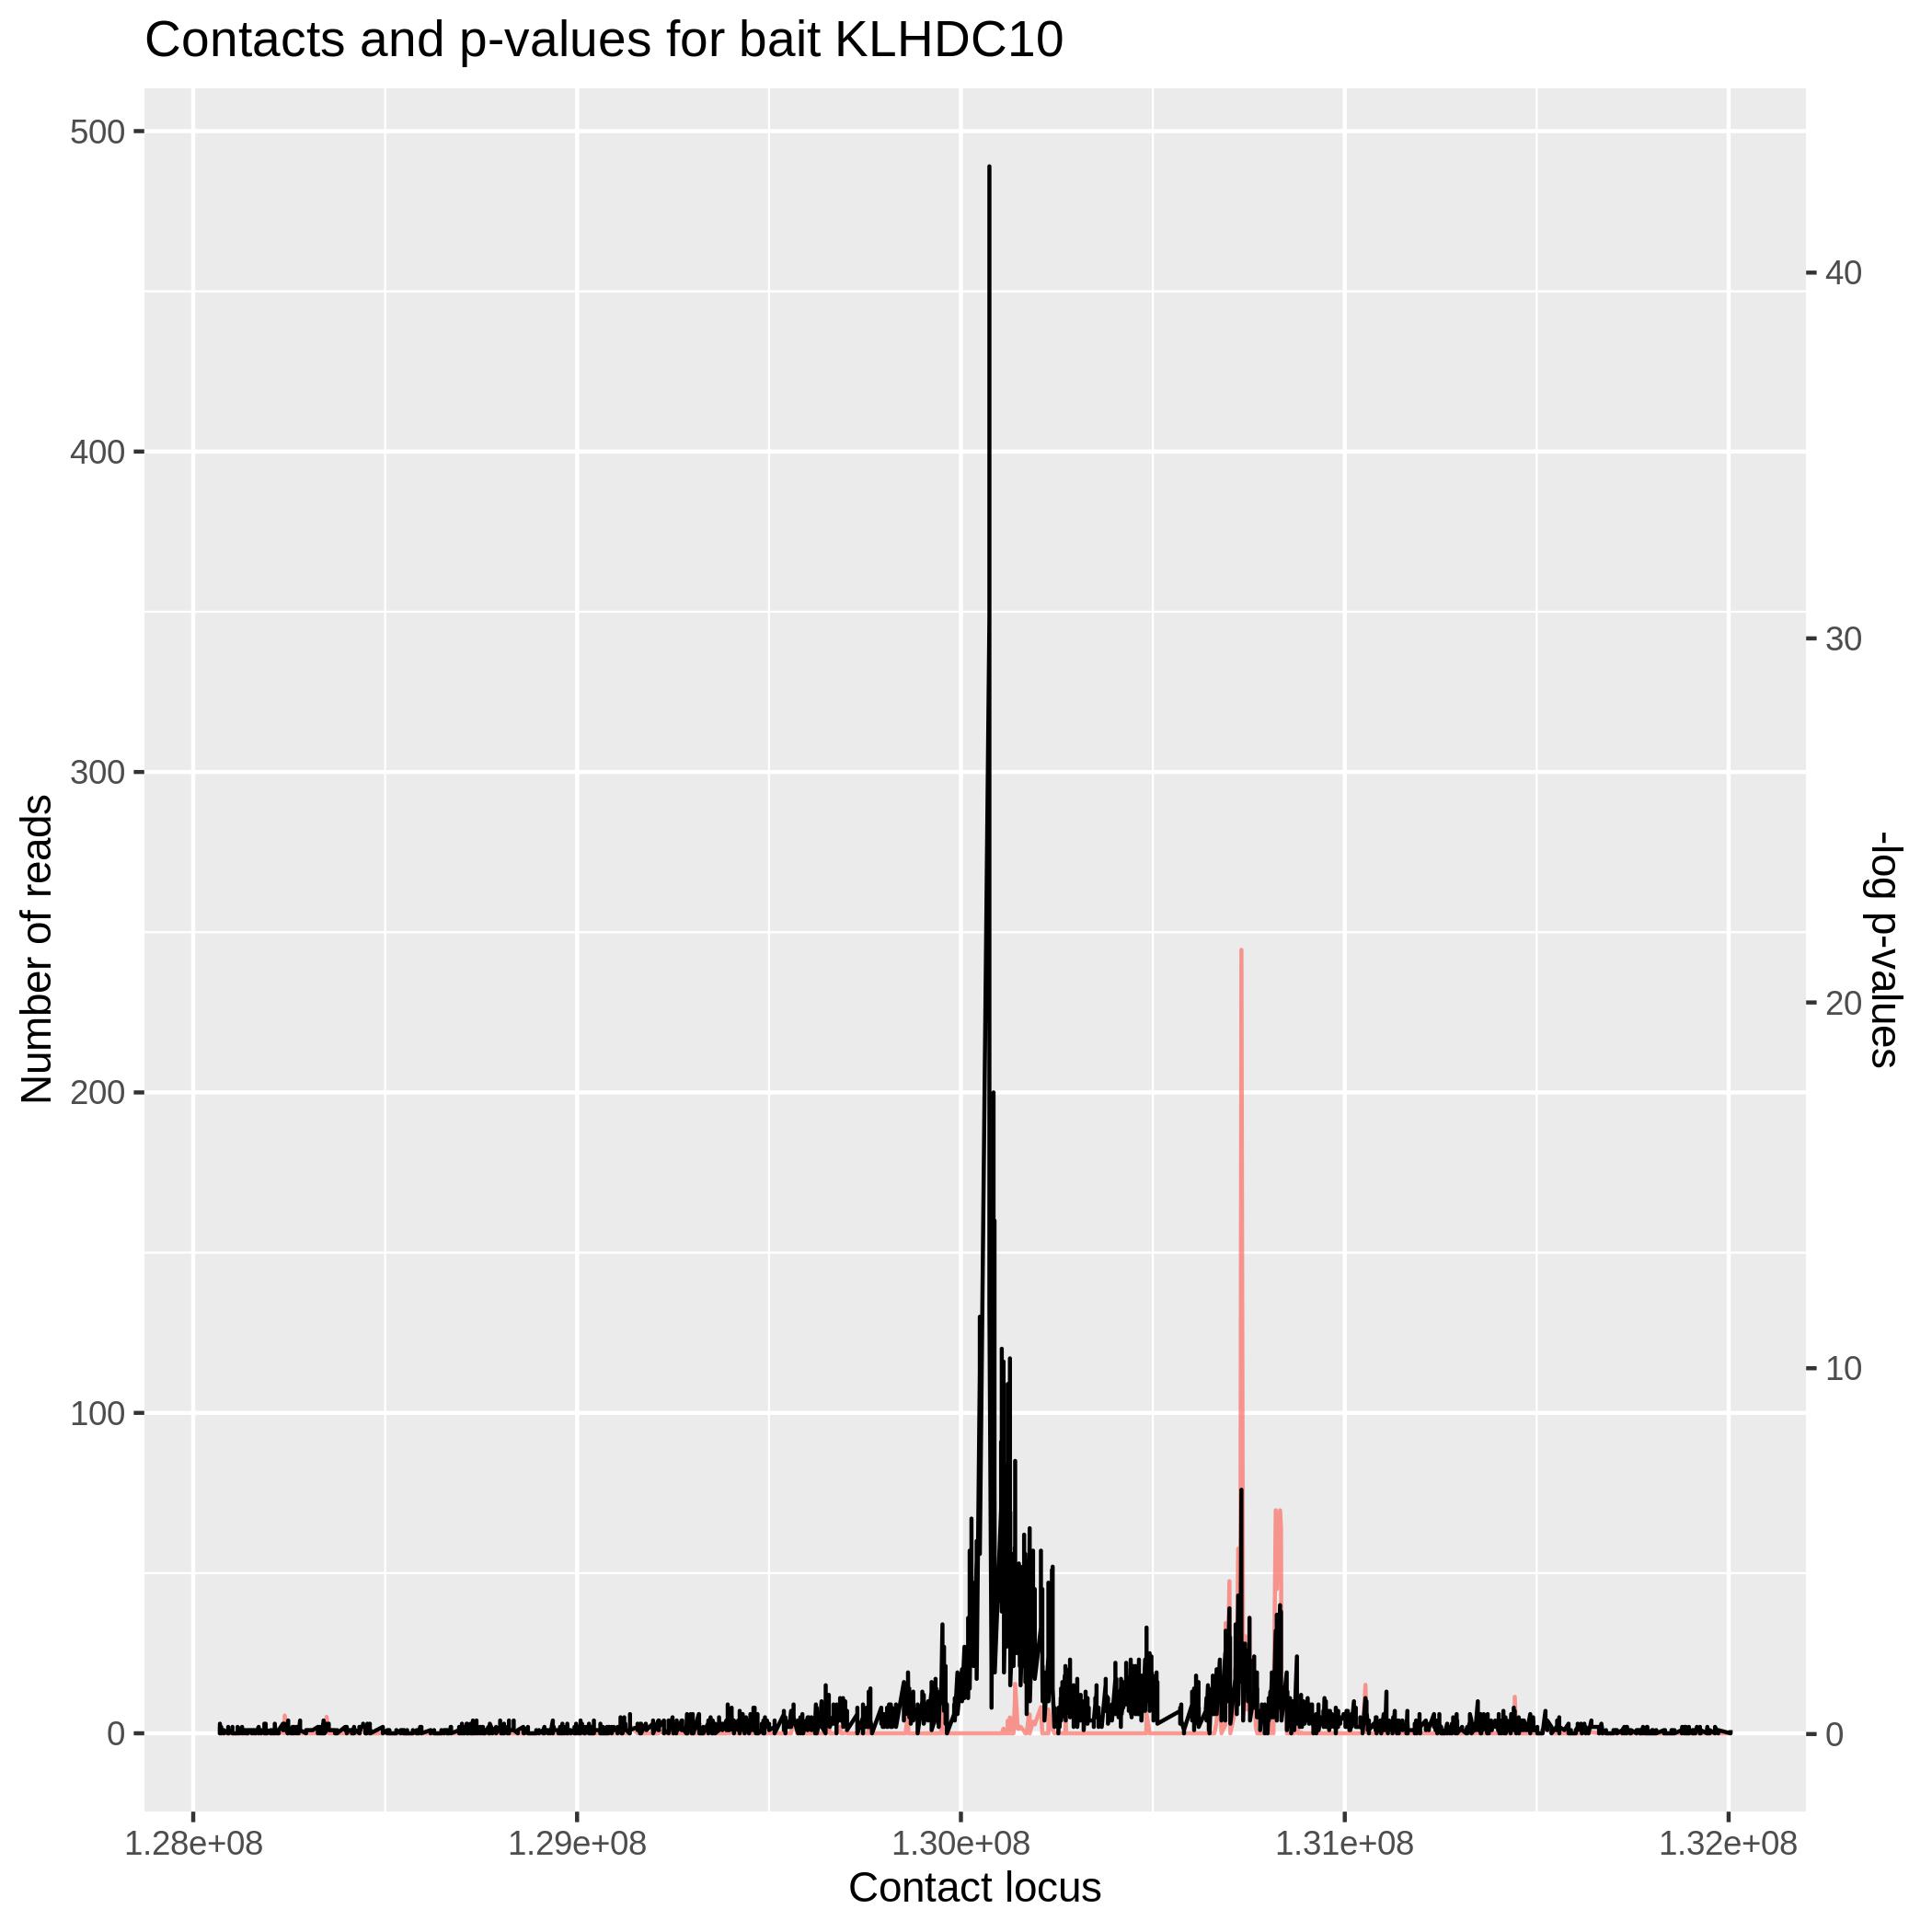 Contacts and p-values for bait KLHDC10
500
400
300
200
100
0
Number of reads
40
30
20
10
0
-log p-values
1.28e+08
1.29e+08
1.30e+08
1.31e+08
1.32e+08
Contact locus